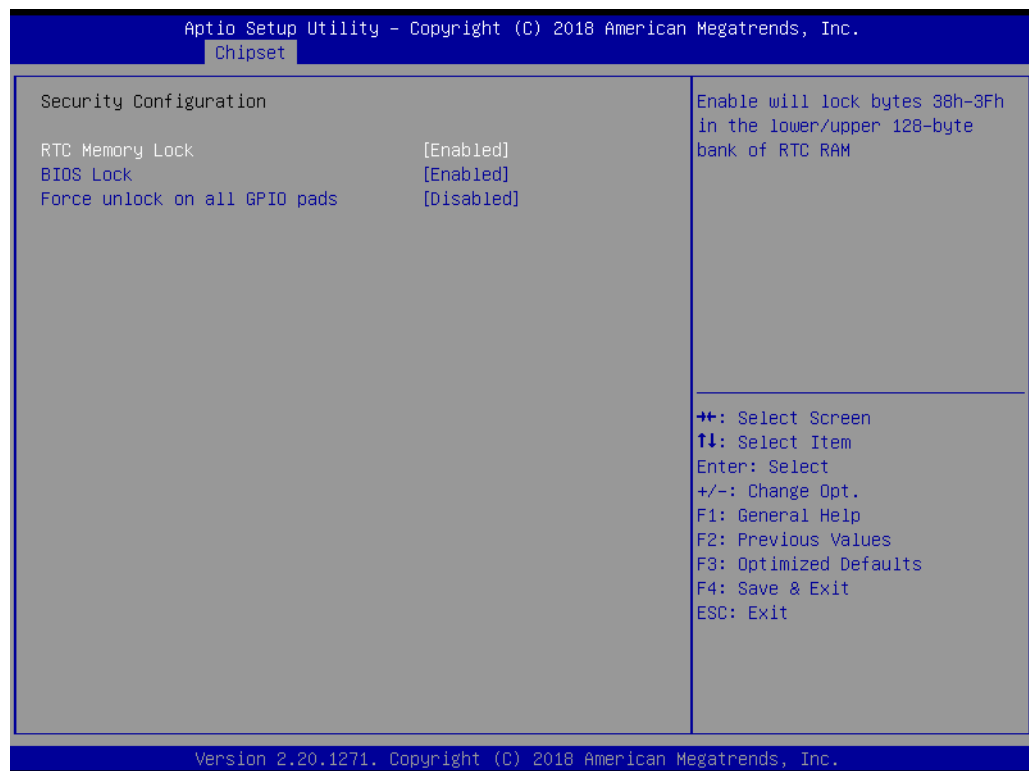 Aptio Setup Utility – Copyright (C) 2018 American Megatrends, Inc.
Chipset
Security Configuration
RTC Memory Lock [Enabled]
BIOS Lock [Enabled]
Force unlock on all GPIO pads [Disabled]
Enable will lock bytes 38h-3Fh
in the lower/upper 128-byte
bank of RTC RAM
→←: Select Screen
↑↓: Select Item
Enter: Select
+/-: Change Opt.
F1: General Help
F2: Previous Values
F3: Optimized Defaults
F4: Save & Exit
ESC: Exit
Version 2.20.1271. Copyright (C) 2018 American Megatrends, Inc.